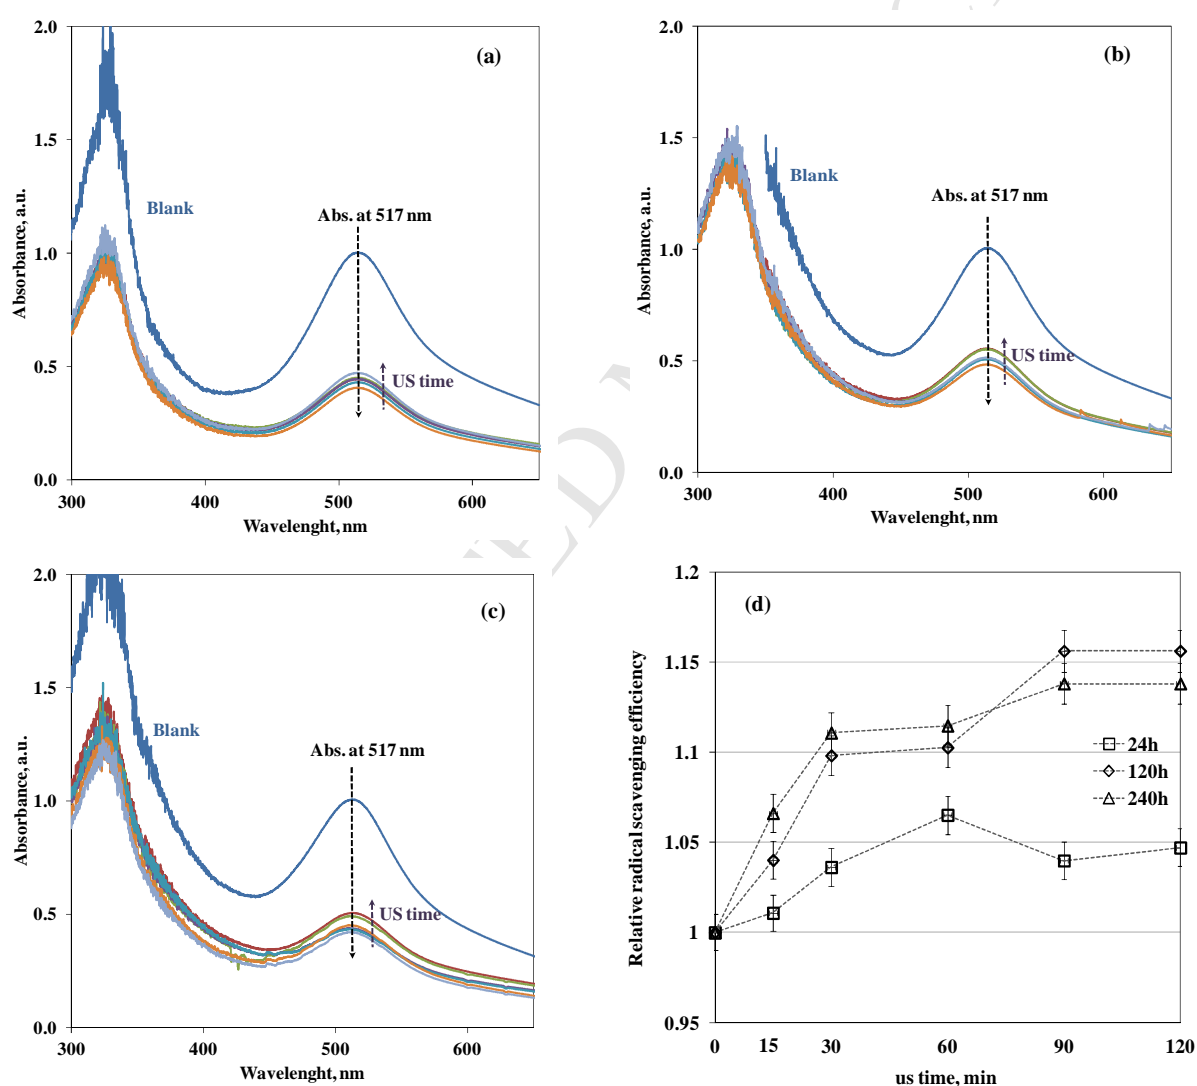 (a)
2.0
1.5
1.0
0.5
0.0
Absorbance, a.u.
Blank
Abs. at 517 nm
US time
300
400
500
600
Wavelenght, nm
(b)
2.0
1.5
1.0
0.5
0.0
Absorbance, a.u.
Blank
Abs. at 517 nm
US time
300
400
500
600
Wavelenght, nm
(c)
2.0
1.5
1.0
0.5
0.0
Absorbance, a.u.
Blank
Abs. at 517 nm
US time
300
400
500
600
Wavelenght, nm
(d)
1.2
1.15
1.1
1.05
1
0.95
Relative radical scavenging efficiency
24h
120h
240h
0
15
30
60
90
120
us time, min